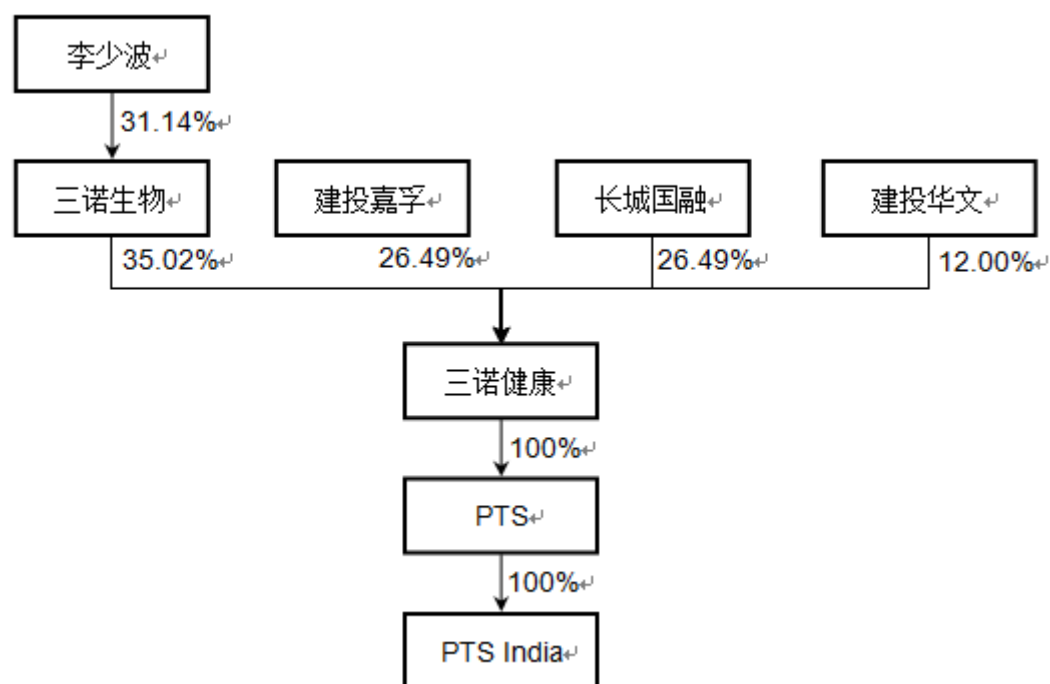 李少波
31.14%
三诺生物
建投嘉孚
长城国融
建投华文
35.02%
26.49%
26.49%
12.00%
三诺健康
100%
PTS
100%
PTS India